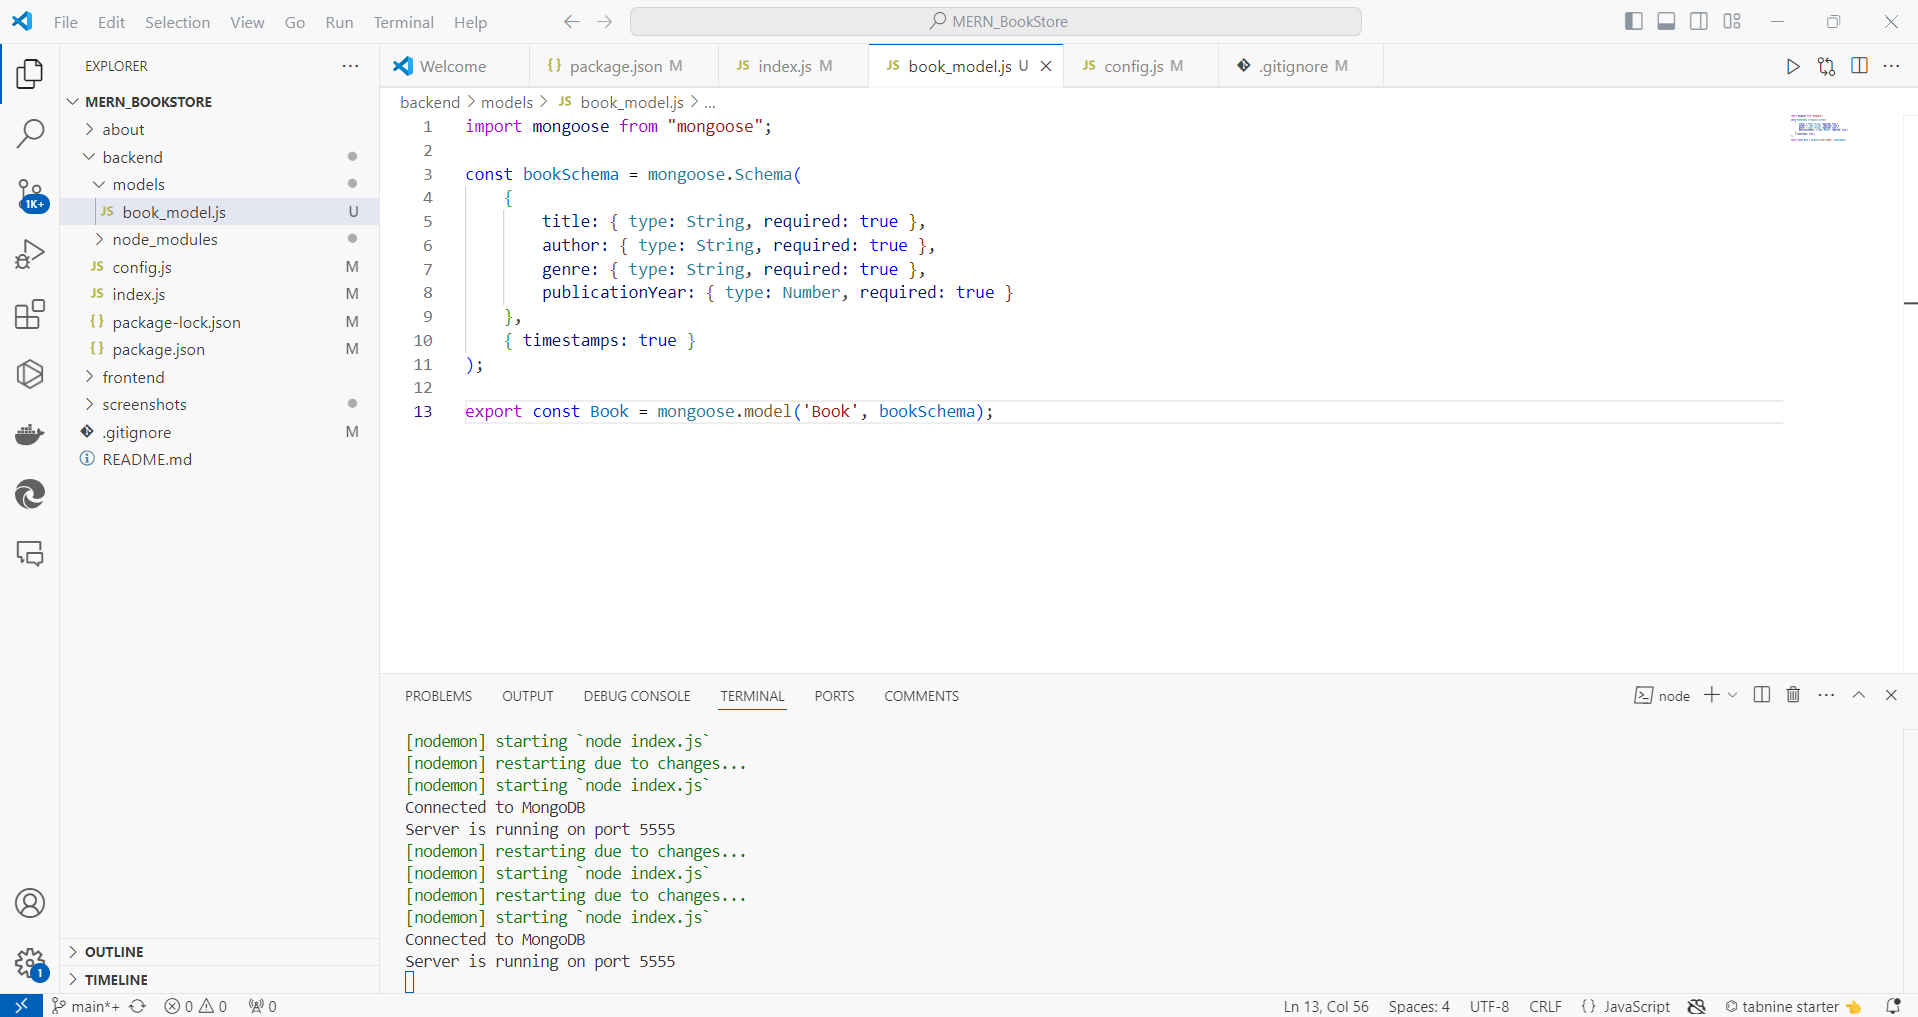 File Edit Selection View Go Run Terminal Help MERN_BookStore
EXPLORER
MERN_BOOKSTORE
about
backend
models
book_model.js U
node_modules
config.js M
index.js M
package-lock.json M
package.json M
frontend
screenshots
.gitignore M
README.md
OUTLINE
TIMELINE
1K+
1
Welcome package.json M index.js M book_model.js U config.js M .gitignore M
backend > models > JS book_model.js > ...
1 import mongoose from "mongoose";
2
3 const bookSchema = mongoose.Schema(
4 {
5 title: { type: String, required: true },
6 author: { type: String, required: true },
7 genre: { type: String, required: true },
8 publicationYear: { type: Number, required: true }
9 },
10 { timestamps: true }
11 );
12
13 export const Book = mongoose.model('Book', bookSchema);
PROBLEMS OUTPUT DEBUG CONSOLE TERMINAL PORTS COMMENTS node
[nodemon] starting `node index.js`
[nodemon] restarting due to changes...
[nodemon] starting `node index.js`
Connected to MongoDB
Server is running on port 5555
[nodemon] restarting due to changes...
[nodemon] starting `node index.js`
[nodemon] restarting due to changes...
[nodemon] starting `node index.js`
Connected to MongoDB
Server is running on port 5555
main*+ 0 0 0 Ln 13, Col 56 Spaces: 4 UTF-8 CRLF {} JavaScript tabnine starter 👈